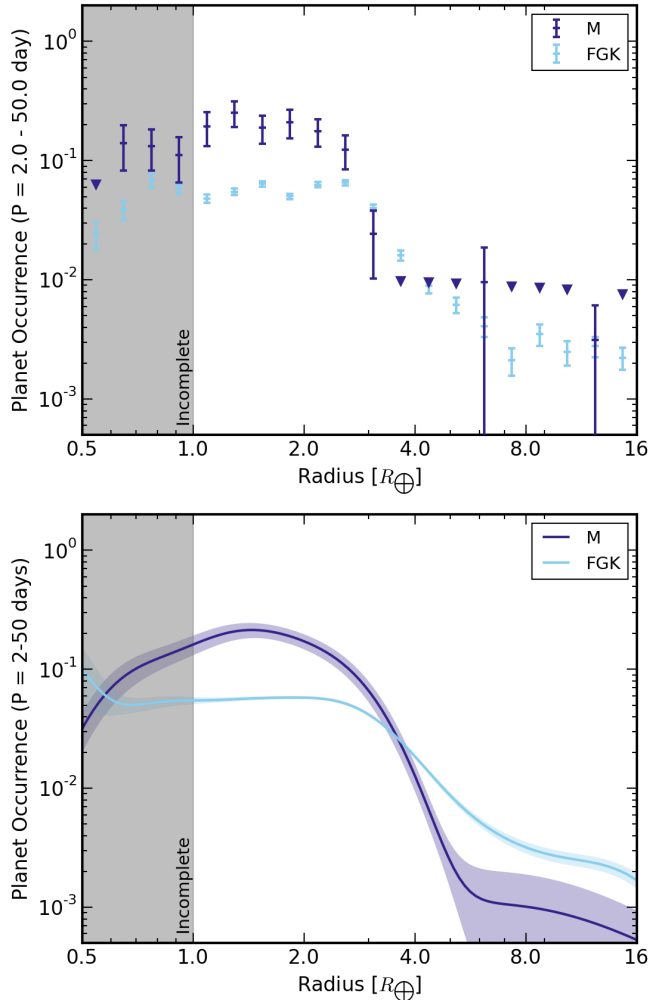 Planet Occurrence (P = 2.0 - 50.0 day)
10⁰
10⁻¹
10⁻²
10⁻³
M
FGK
Incomplete
0.5 1.0 2.0 4.0 8.0 16
Radius [R⊕]
Planet Occurrence (P = 2-50 days)
10⁰
10⁻¹
10⁻²
10⁻³
M
FGK
Incomplete
0.5 1.0 2.0 4.0 8.0 16
Radius [R⊕]